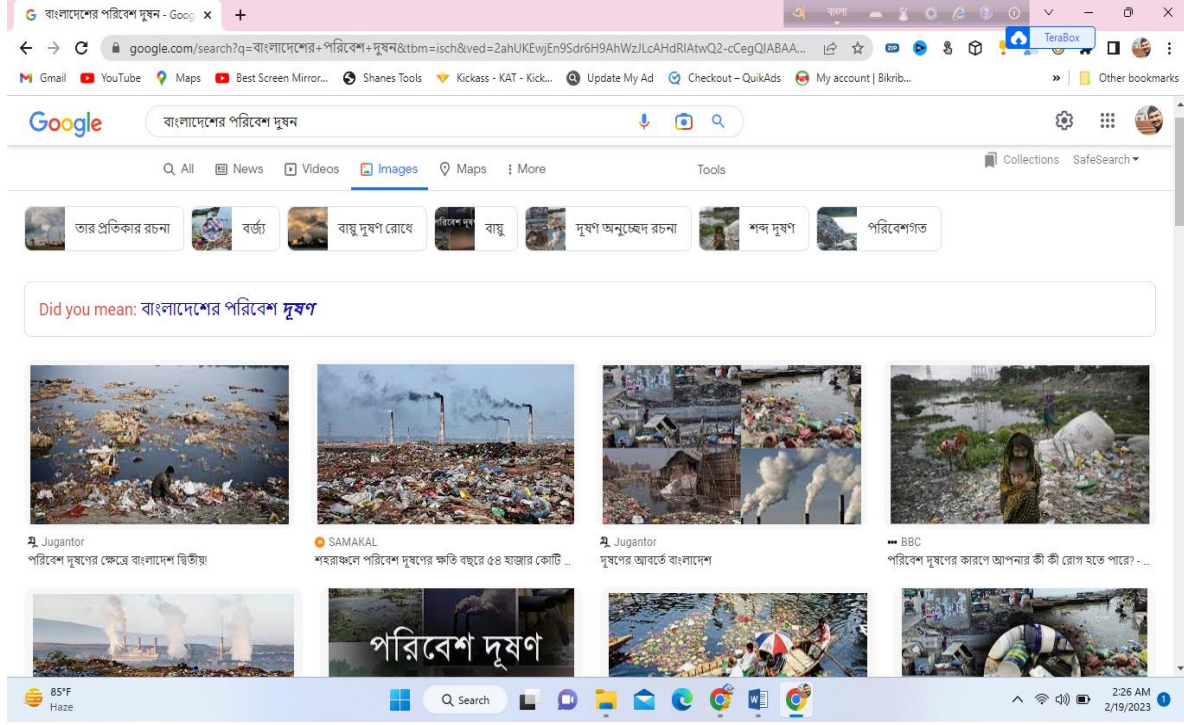 বাংলাদেশের পরিবেশ দুষন - Goog
google.com/search?q=বাংলাদেশের+পরিবেশ+দুষন&tbm=isch&ved=2ahUKEwjEn9Sdr6H9AhWzJLcAHdRIAtwQ2-cCegQIABAA...
TeraBox
Gmail YouTube Maps Best Screen Mirror... Shanes Tools Kickass - KAT - Kick... Update My Ad Checkout – QuikAds My account | Bikrib... » Other bookmarks
Google বাংলাদেশের পরিবেশ দুষন
All News Videos Images Maps More Tools Collections SafeSearch
তার প্রতিকার রচনা বর্জ্য বায়ু দূষণ রোধে বায়ু দূষণ অনুচ্ছেদ রচনা শব্দ দূষণ পরিবেশগত
Did you mean: বাংলাদেশের পরিবেশ দূষণ
Jugantor SAMAKAL Jugantor BBC
পরিবেশ দূষণের ক্ষেত্রে বাংলাদেশ দ্বিতীয়! শহরাঞ্চলে পরিবেশ দূষণের ক্ষতি বছরে ৫৪ হাজার কোটি ... দূষণের আবর্তে বাংলাদেশ পরিবেশ দূষণের কারণে আপনার কী কী রোগ হতে পারে? - ...
পরিবেশ দূষণ
85°F
Haze
Search
2:26 AM
2/19/2023